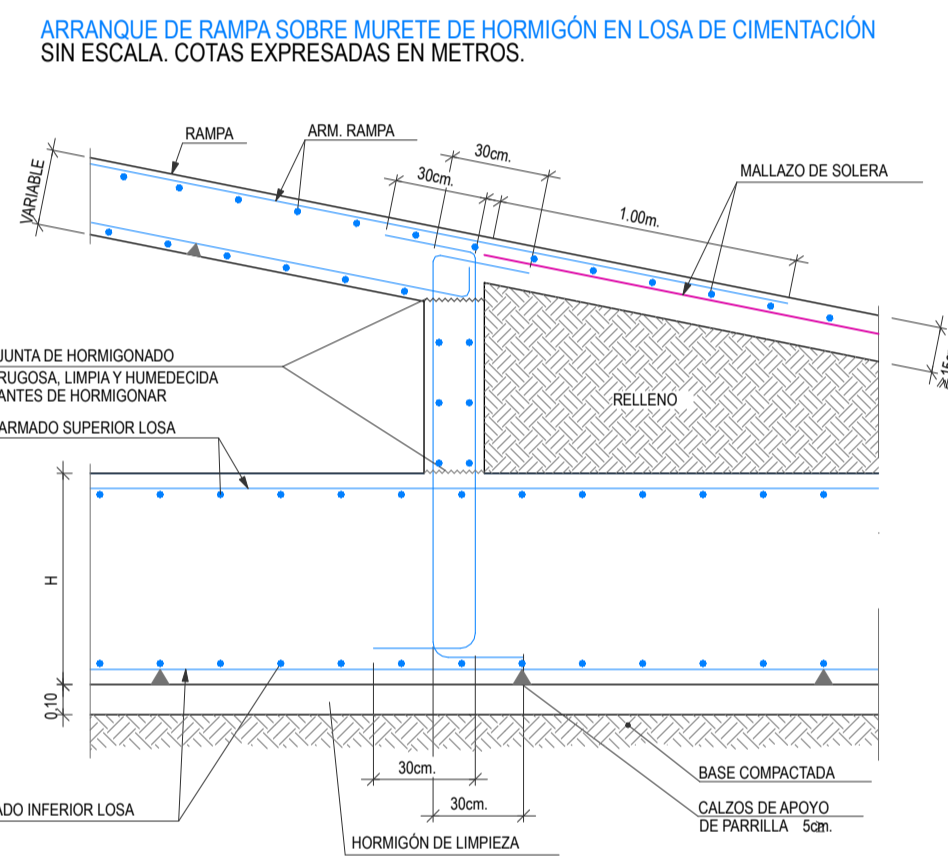 ARRANQUE DE RAMPA SOBRE MURETE DE HORMIGÓN EN LOSA DE CIMENTACIÓN
SIN ESCALA. COTAS EXPRESADAS EN METROS.
RAMPA
ARM. RAMPA
30cm.
30cm.
MALLAZO DE SOLERA
VARIABLE
1.00m.
JUNTA DE HORMIGONADO
RUGOSA, LIMPIA Y HUMEDECIDA
ANTES DE HORMIGONAR
RELLENO
ARMADO SUPERIOR LOSA
H
0,10
30cm.
30cm.
BASE COMPACTADA
CALZOS DE APOYO
DE PARRILLA 5cm.
ADO INFERIOR LOSA
HORMIGÓN DE LIMPIEZA